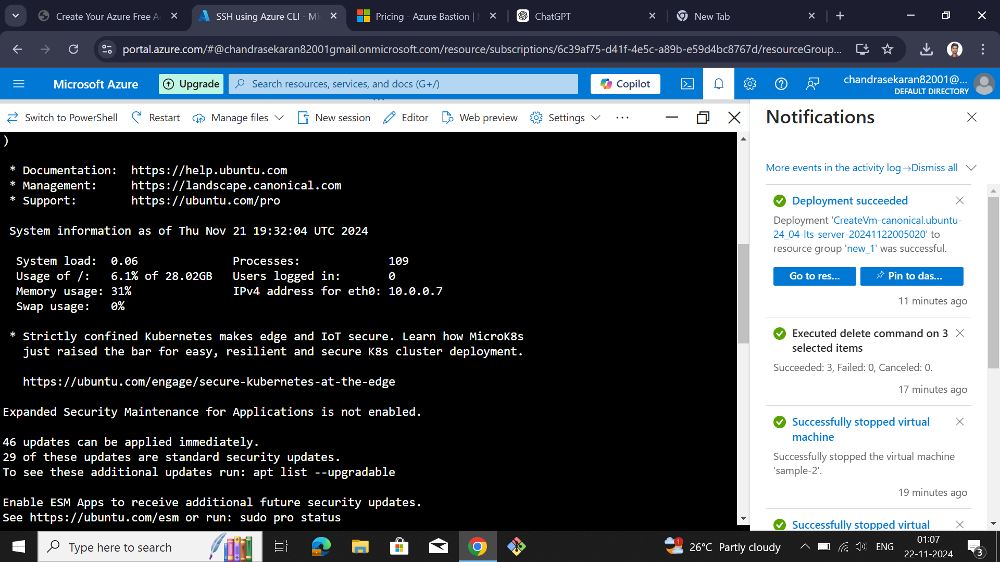 Create Your Azure Free A
SSH using Azure CLI - Mi
Pricing - Azure Bastion |
ChatGPT
New Tab
portal.azure.com/#@chandrasekaran82001gmail.onmicrosoft.com/resource/subscriptions/6c39af75-d41f-4e5c-a89b-e59d4bc8767d/resourceGroup...
Microsoft Azure
Upgrade
Search resources, services, and docs (G+/)
Copilot
chandrasekaran82001@...
DEFAULT DIRECTORY
Switch to PowerShell
Restart
Manage files
New session
Editor
Web preview
Settings
...
)
* Documentation: https://help.ubuntu.com
* Management: https://landscape.canonical.com
* Support: https://ubuntu.com/pro
System information as of Thu Nov 21 19:32:04 UTC 2024
System load: 0.06 Processes: 109
Usage of /: 6.1% of 28.02GB Users logged in: 0
Memory usage: 31% IPv4 address for eth0: 10.0.0.7
Swap usage: 0%
* Strictly confined Kubernetes makes edge and IoT secure. Learn how MicroK8s
just raised the bar for easy, resilient and secure K8s cluster deployment.
https://ubuntu.com/engage/secure-kubernetes-at-the-edge
Expanded Security Maintenance for Applications is not enabled.
46 updates can be applied immediately.
29 of these updates are standard security updates.
To see these additional updates run: apt list --upgradable
Enable ESM Apps to receive additional future security updates.
See https://ubuntu.com/esm or run: sudo pro status
Notifications
More events in the activity log →
Dismiss all
Deployment succeeded
Deployment 'CreateVm-canonical.ubuntu-
24_04-lts-server-20241122005020' to
resource group 'new_1' was successful.
Go to res...
Pin to das...
11 minutes ago
Executed delete command on 3
selected items
Succeeded: 3, Failed: 0, Canceled: 0.
17 minutes ago
Successfully stopped virtual
machine
Successfully stopped the virtual machine
'sample-2'.
19 minutes ago
Successfully stopped virtual
Type here to search
1
26°C Partly cloudy
ENG
01:07
22-11-2024
3